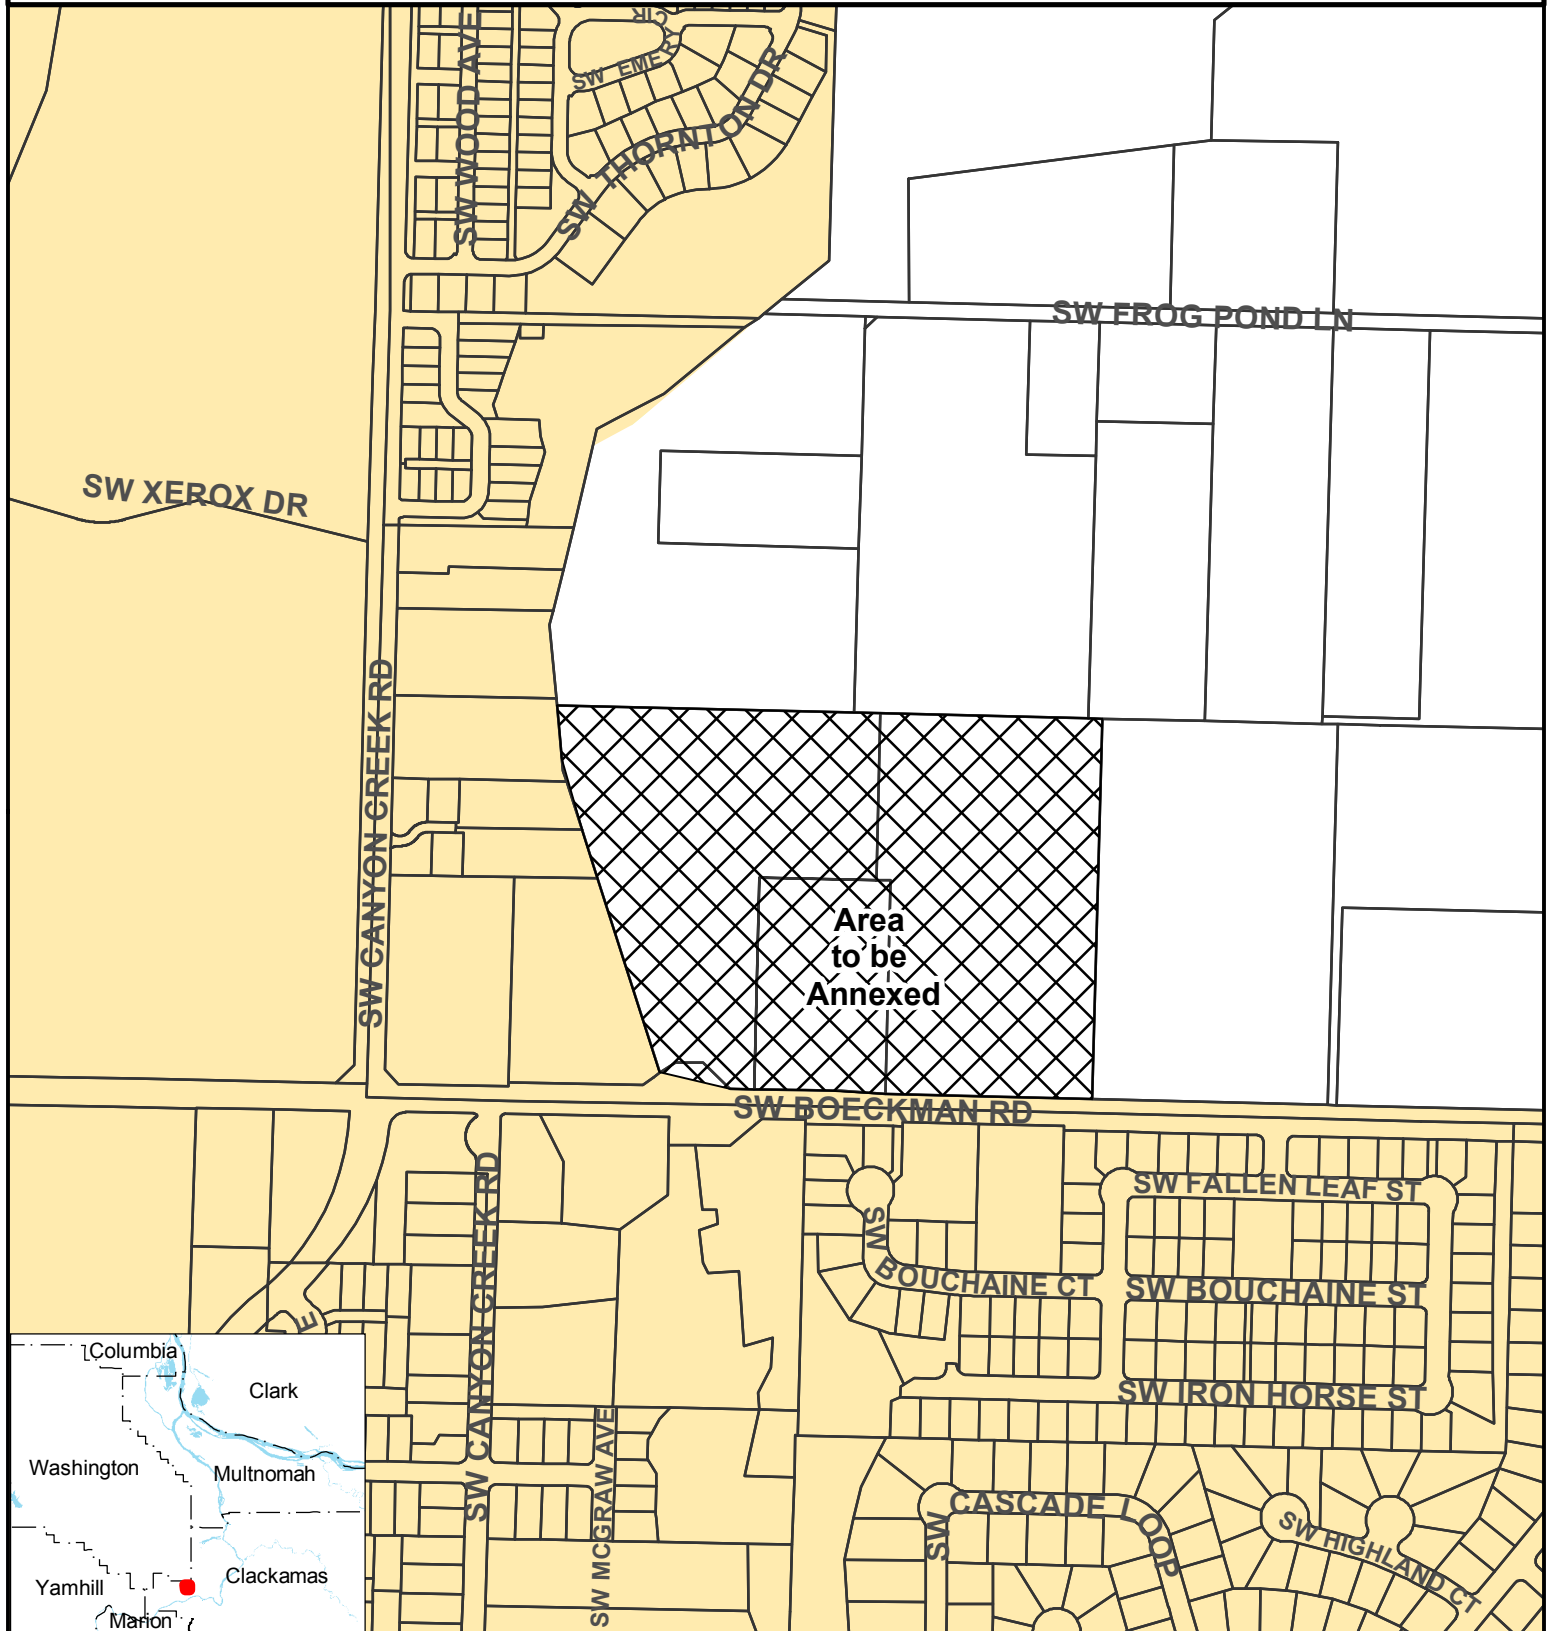 CIR
SW EMERY
SW WOOD AVE
SW THORNTON DR
SW FROG POND LN
SW XEROX DR
SW CANYON CREEK RD
Area
to be
Annexed
SW BOECKMAN RD
SW CANYON CREEK RD
SW FALLEN LEAF ST
SW
BOUCHAINE CT
SW BOUCHAINE ST
SW IRON HORSE ST
SW MCGRAW AVE
SW
CASCADE LOOP
SW HIGHLAND CT
E
Columbia
Clark
Washington
Multnomah
Yamhill
Clackamas
Marion